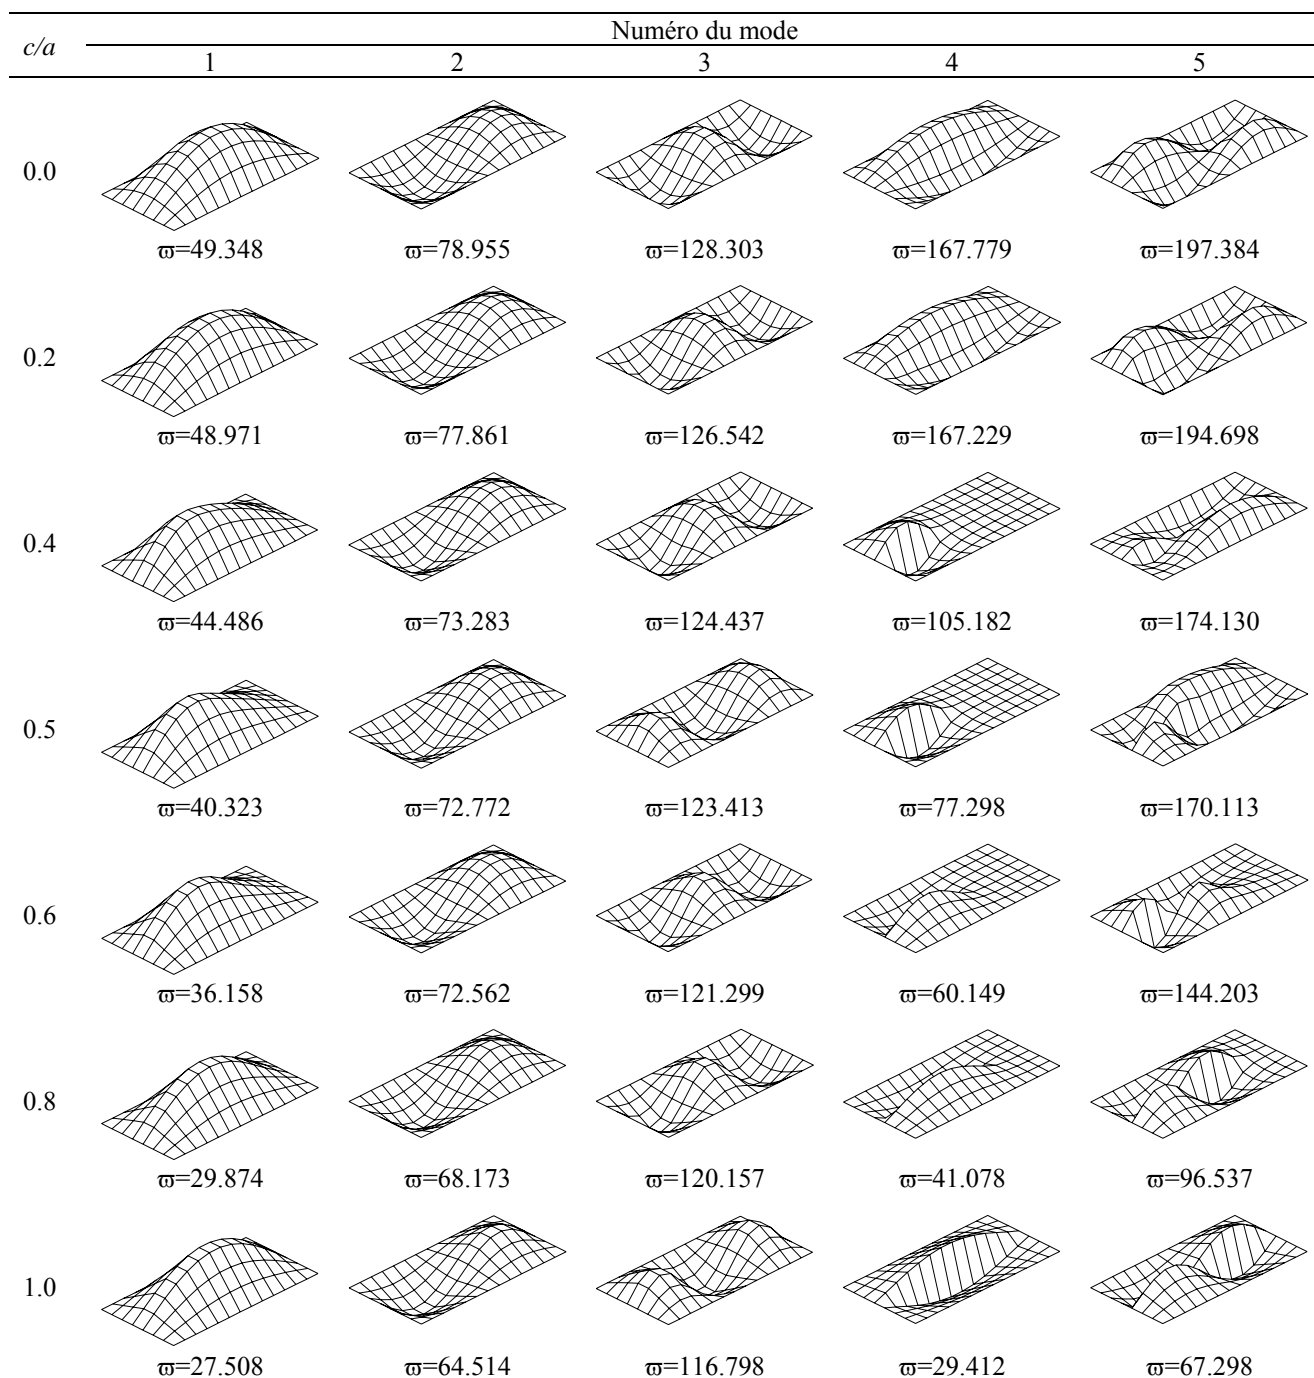 c/a Numéro du mode
1 2 3 4 5
0.0
ϖ=49.348 ϖ=78.955 ϖ=128.303 ϖ=167.779 ϖ=197.384
0.2
ϖ=48.971 ϖ=77.861 ϖ=126.542 ϖ=167.229 ϖ=194.698
0.4
ϖ=44.486 ϖ=73.283 ϖ=124.437 ϖ=105.182 ϖ=174.130
0.5
ϖ=40.323 ϖ=72.772 ϖ=123.413 ϖ=77.298 ϖ=170.113
0.6
ϖ=36.158 ϖ=72.562 ϖ=121.299 ϖ=60.149 ϖ=144.203
0.8
ϖ=29.874 ϖ=68.173 ϖ=120.157 ϖ=41.078 ϖ=96.537
1.0
ϖ=27.508 ϖ=64.514 ϖ=116.798 ϖ=29.412 ϖ=67.298